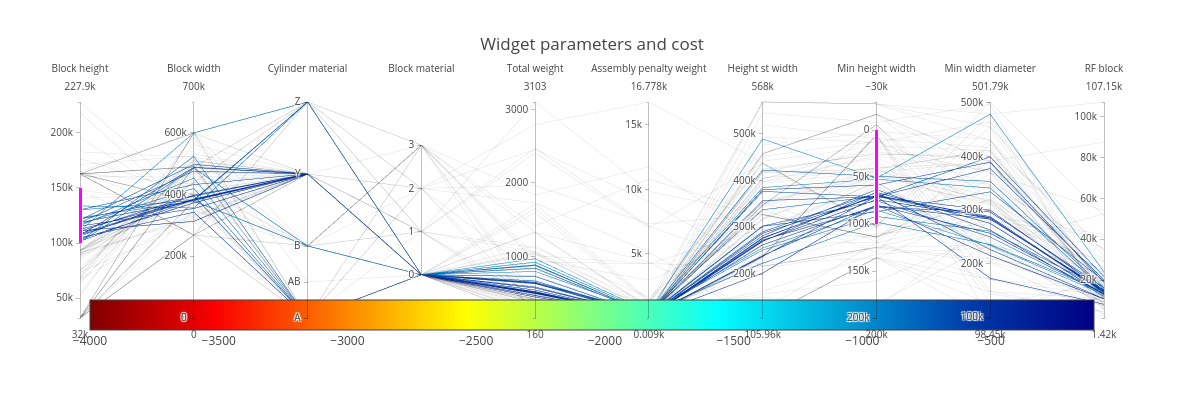 Widget parameters and cost
Block height Block width Cylinder material Block material Total weight Assembly penalty weight Height st width Min height width Min width diameter RF block
227.9k 700k 3103 16.778k 568k −30k 501.79k 107.15k
Z 3000 500k
100k
15k
200k 600k 500k 0
3
400k 80k
Y 2000 400k 50k
150k 2 10k
400k 300k 60k
300k 100k
100k B 1 5k 40k
200k 1000 200k
0 200k 150k
AB 20k
50k
0 A 200k 100k
32k 0 160 0.009k 105.96k 200k 98.45k 1.42k
−4000 −3500 −3000 −2500 −2000 −1500 −1000 −500